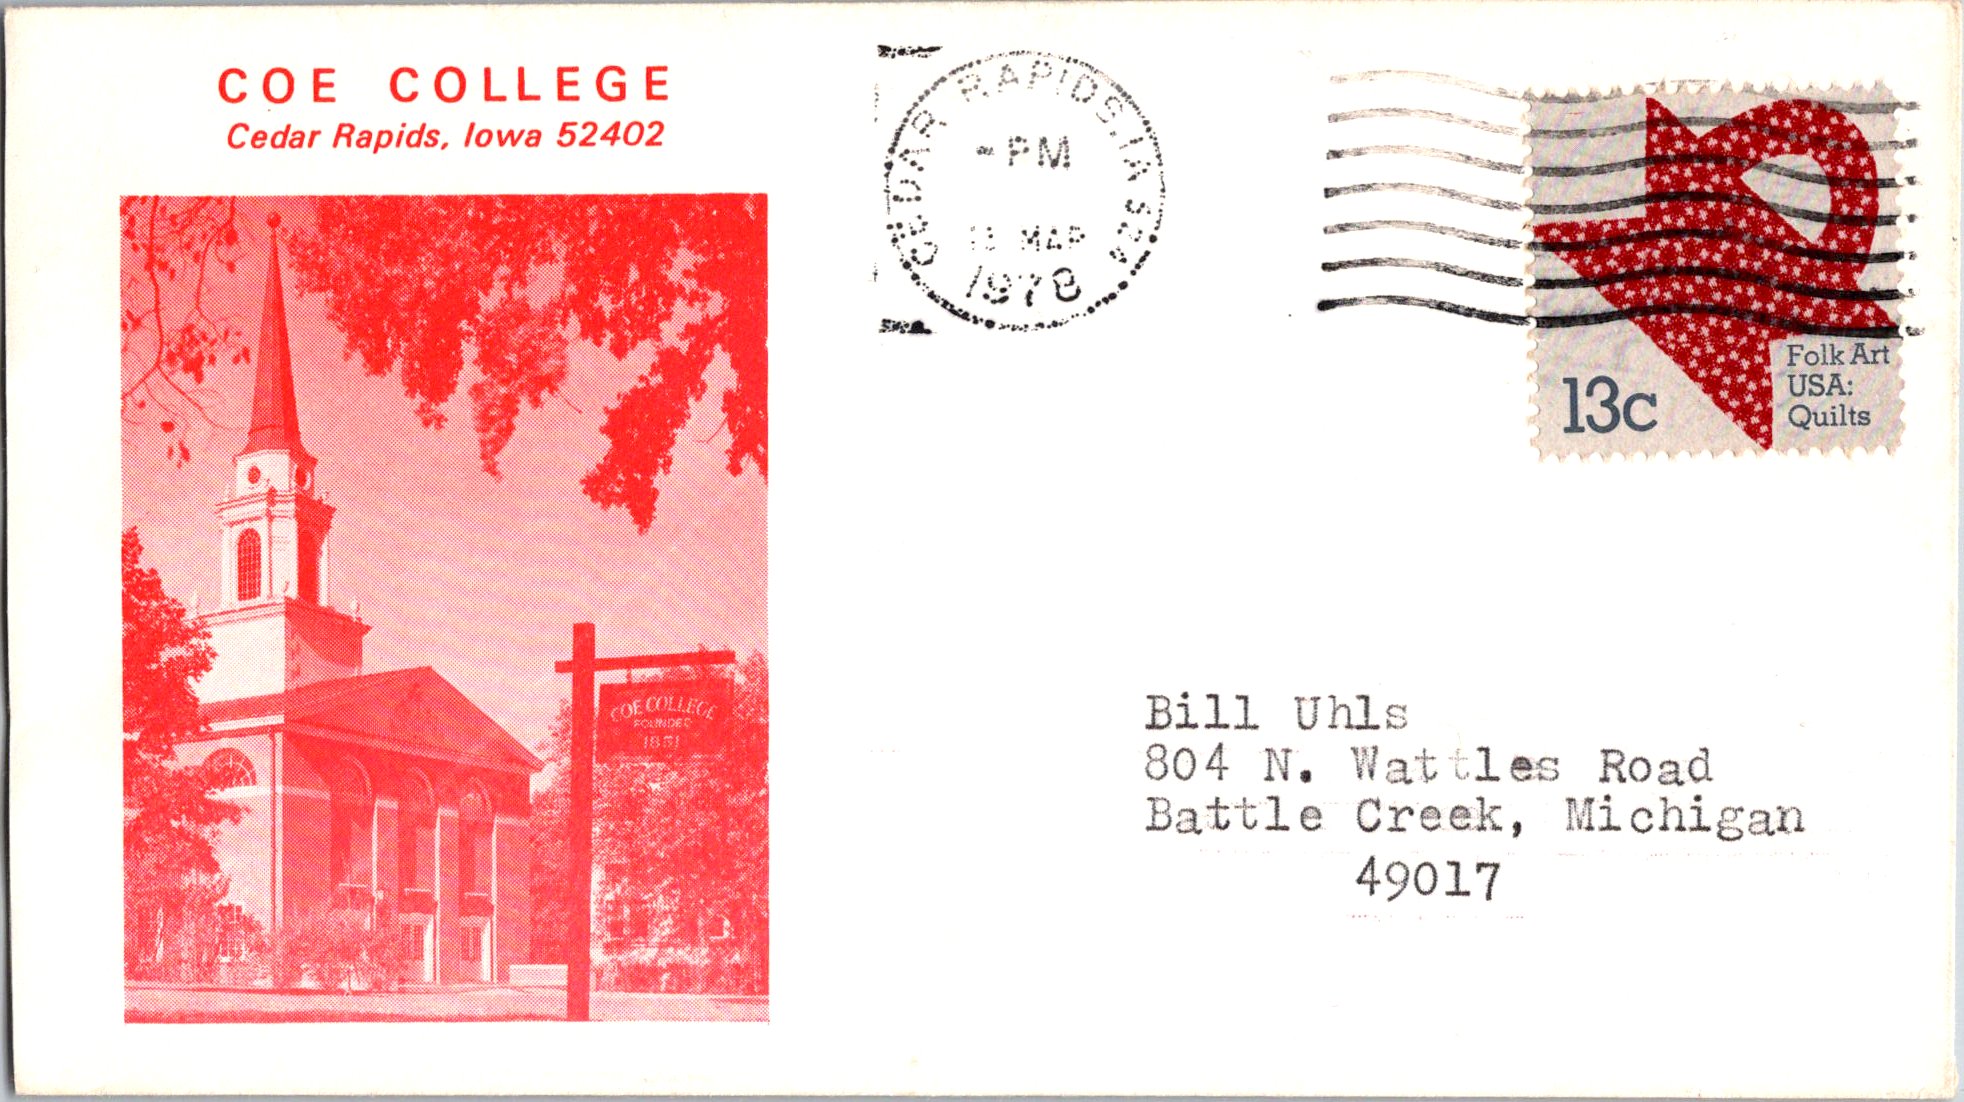 COE COLLEGE
Cedar Rapids, Iowa 52402
CEDAR RAPIDS, IA
PM
MAR
1978
13c
Folk Art
USA:
Quilts
COE COLLEGE
FOUNDED
1851
Bill Uhls
804 N. Wattles Road
Battle Creek, Michigan
49017